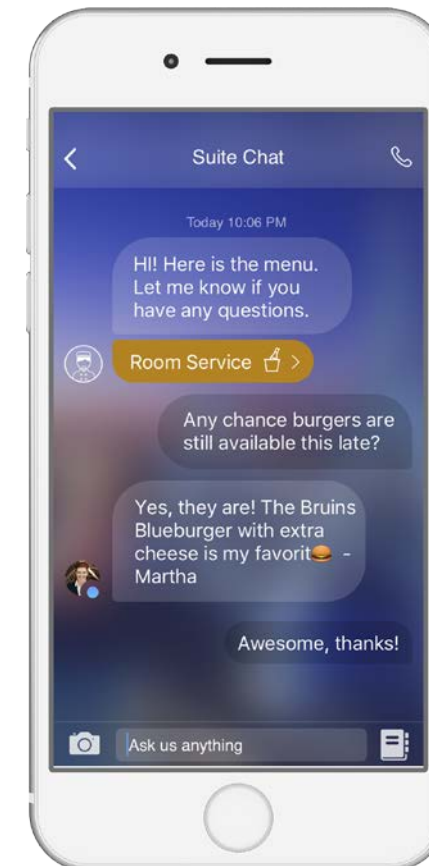 Suite Chat
Today 10:06 PM
HI! Here is the menu.
Let me know if you
have any questions.
Room Service
Any chance burgers are
still available this late?
Yes, they are! The Bruins
Blueburger with extra
cheese is my favorit🍔 -
Martha
Awesome, thanks!
Ask us anything